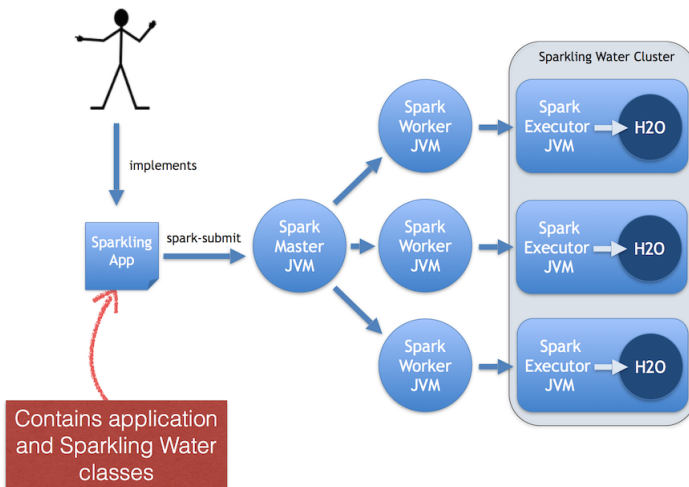 Sparkling Water Cluster
Spark
Worker
JVM
Spark
Executor
JVM
H2O
implements
Sparkling
App
spark-submit
Spark
Master
JVM
Spark
Worker
JVM
Spark
Executor
JVM
H2O
Spark
Worker
JVM
Spark
Executor
JVM
H2O
Contains application
and Sparkling Water
classes